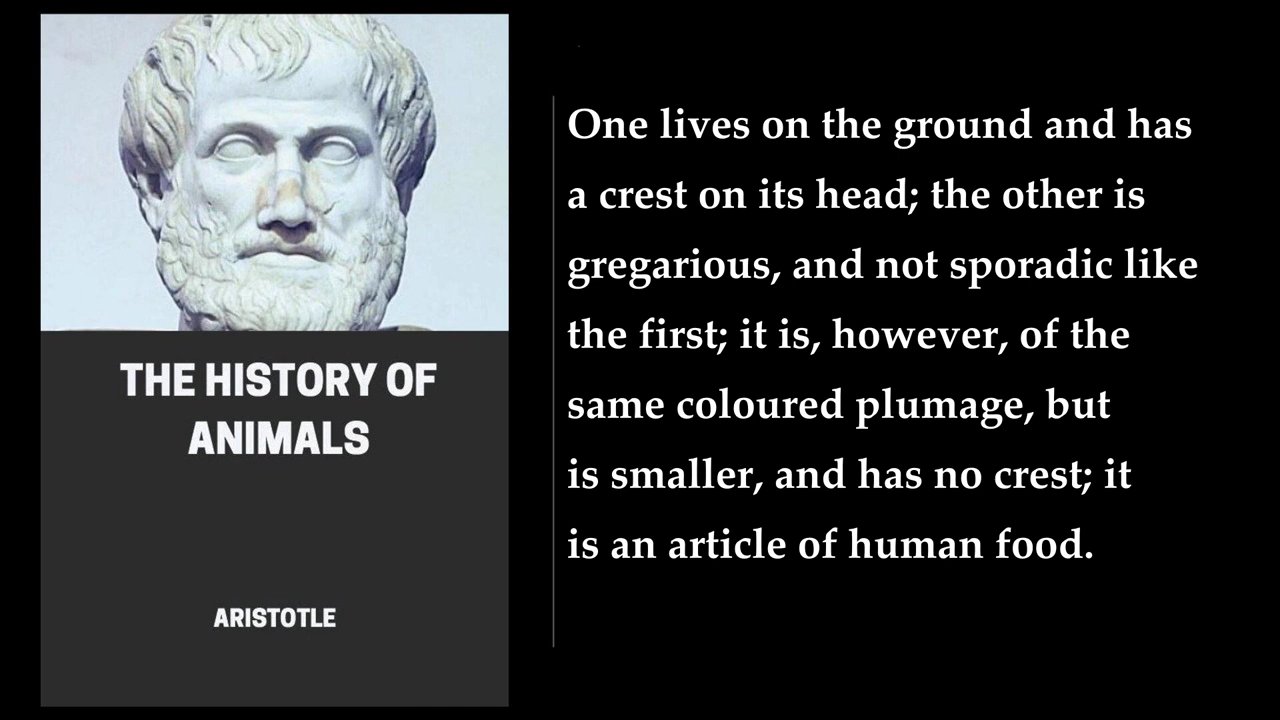 THE HISTORY OF
ANIMALS
ARISTOTLE
One lives on the ground and has
a crest on its head; the other is
gregarious, and not sporadic like
the first; it is, however, of the
same coloured plumage, but
is smaller, and has no crest; it
is an article of human food.